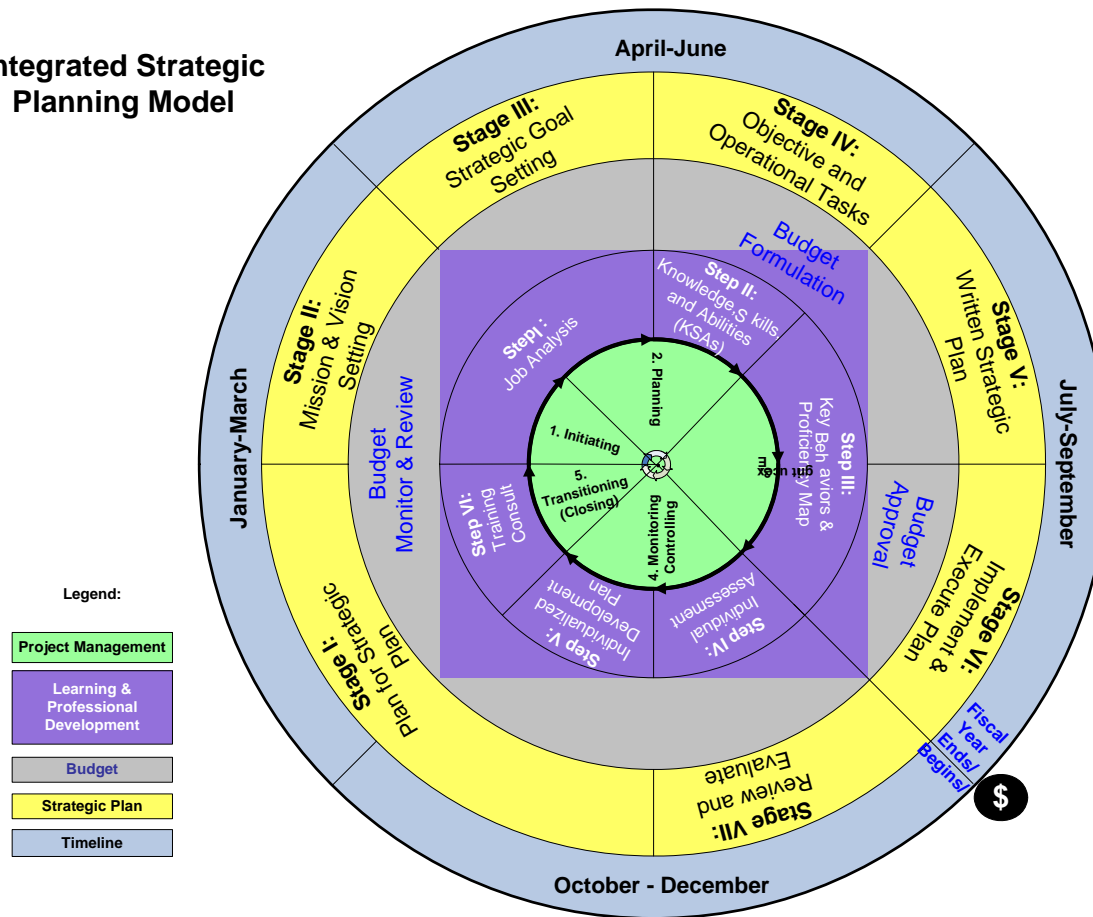 ntegrated Strategic
Planning Model
April-June
Stage III:
Strategic Goal
Setting
Stage IV:
Objective and
Operational Tasks
Stage II:
Mission & Vision
Setting
Stage V:
Written Strategic
Plan
Budget
Formulation
Step II:
Knowledge,S kills,
and Abilities
(KSAs)
StepI :
Job Analysis
2. Planning
January-March
July-September
Budget
Monitor & Review
1. Initiating
5.
Transitioning
(Closing)
4. Monitoring
Controlling
Step III:
Key Beh aviors &
Proficiency Map
Budget
Approval
Step VI:
Training
Consult
Step V:
Individualized
Development
Plan
Step IV:
Individual
Assessment
Stage I:
Plan for Strategic
Plan
Stage VI:
Implement &
Execute Plan
Fiscal
Year
Ends/
Begins/
$
Stage VII:
Review and
Evaluate
October - December
Legend:
Project Management
Learning &
Professional
Development
Budget
Strategic Plan
Timeline